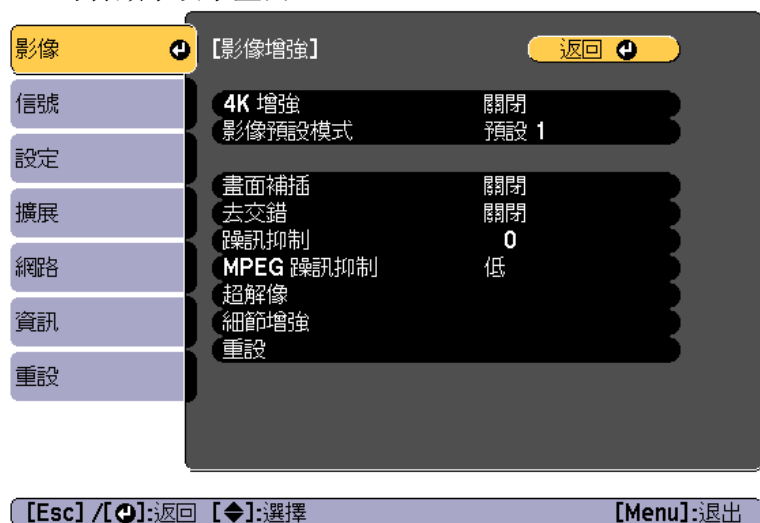 影像
信號
設定
擴展
網路
資訊
重設
[影像增強] 返回
4K 增強 關閉
影像預設模式 預設 1
畫面補插 關閉
去交錯 關閉
躁訊抑制 0
MPEG 躁訊抑制 低
超解像
細節增強
重設
[Esc] /[ ]:返回 [ ]:選擇 [Menu]:退出